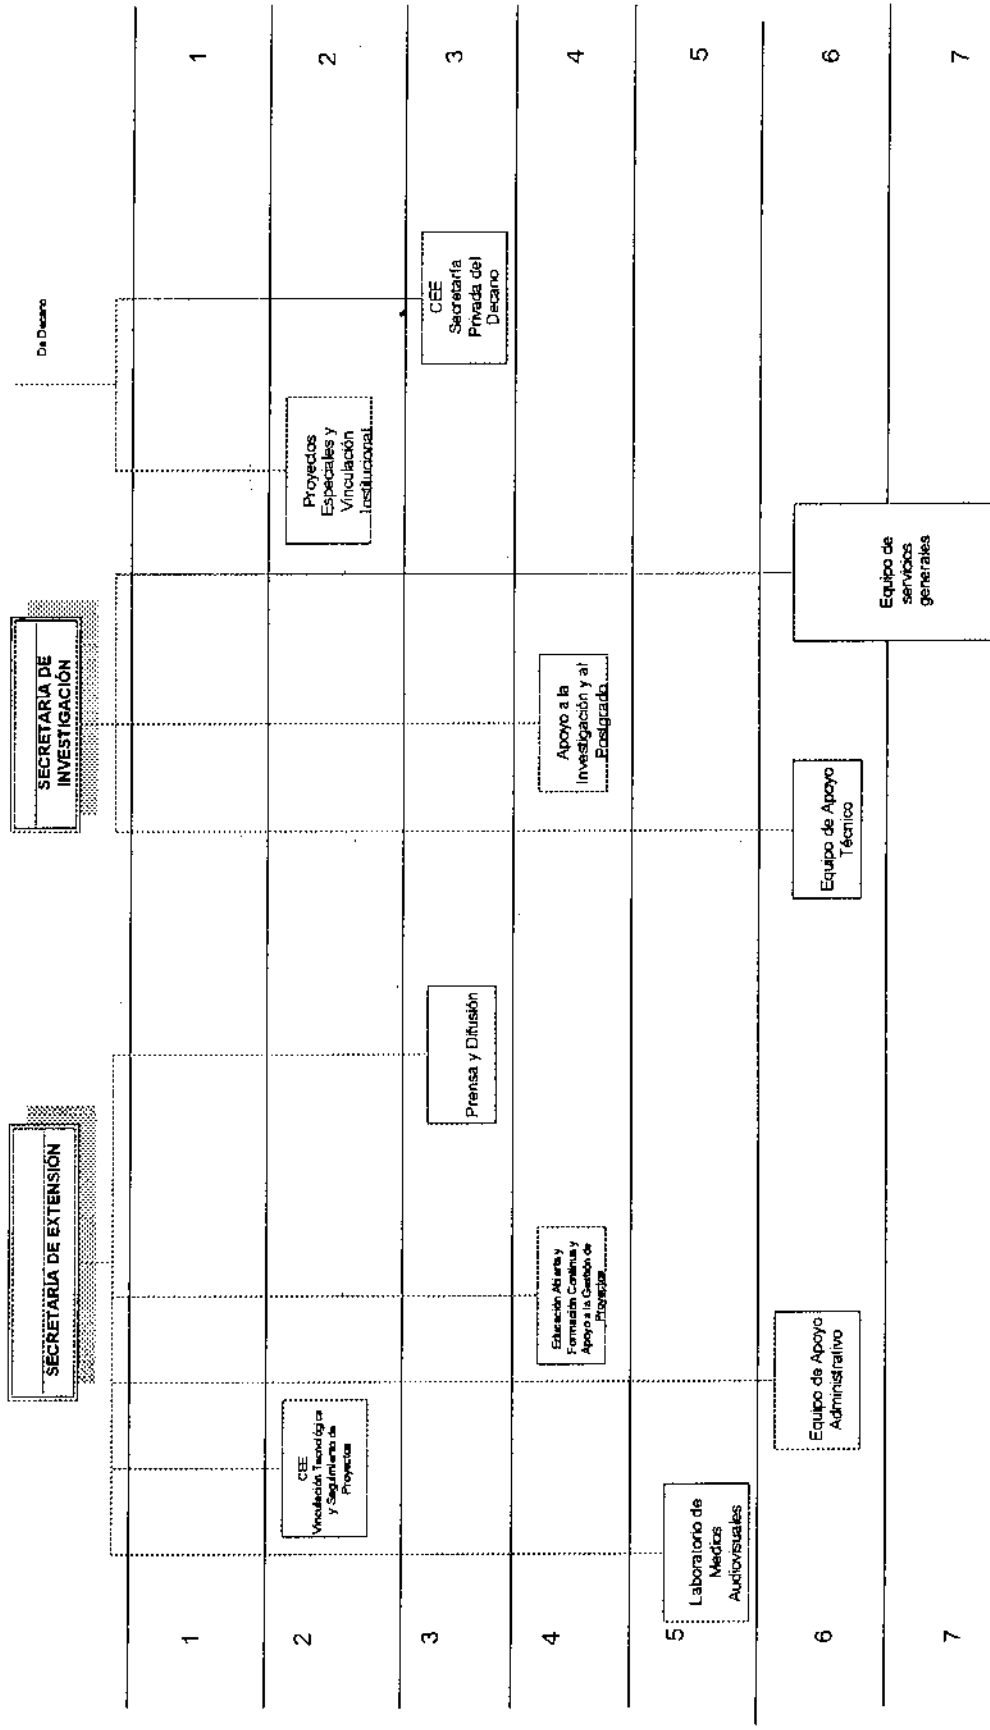 SECRETARÍA DE EXTENSIÓN
SECRETARÍA DE
INVESTIGACIÓN
De Decano
1
1
2
CEE
Vinculación Tecnológica
y Seguimiento de
Proyectos
Proyectos
Especiales y
Vinculación
Institucional
2
3
Prensa y Difusión
CEE
Secretaría
Privada del
Decano
3
4
Educación Abierta y
Formación Continua y
Apoyo a la Gestión de
Proyectos
Apoyo a la
Investigación y al
Postgrado
4
5
Laboratorio de
Medios
Audiovisuales
5
6
Equipo de Apoyo
Administrativo
Equipo de Apoyo
Técnico
Equipo de
servicios
generales
6
7
7